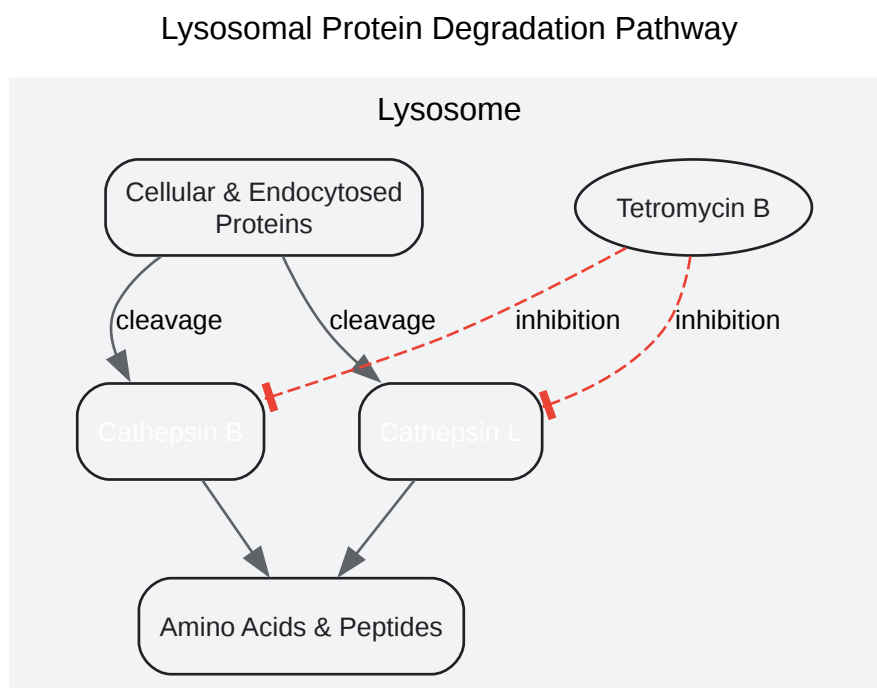 Lysosomal Protein Degradation Pathway
Lysosome
Cellular & Endocytosed
Proteins
Tetromycin B
cleavage
cleavage
inhibition
inhibition
Cathepsin B
Cathepsin L
Amino Acids & Peptides